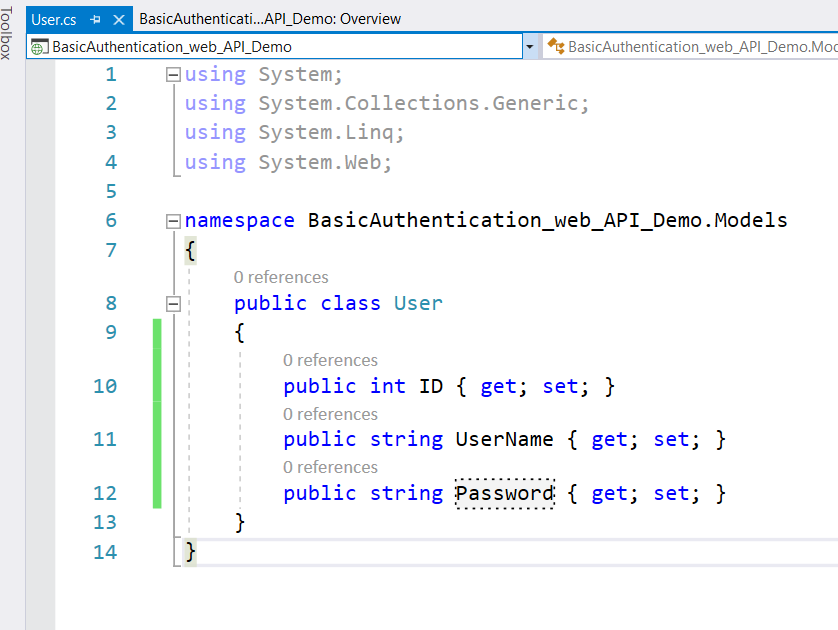 Toolbox
User.cs BasicAuthenticati...API_Demo: Overview
BasicAuthentication_web_API_Demo BasicAuthentication_web_API_Demo.Mod
1 using System;
2 using System.Collections.Generic;
3 using System.Linq;
4 using System.Web;
5
6 namespace BasicAuthentication_web_API_Demo.Models
7 {
0 references
8 public class User
9 {
0 references
10 public int ID { get; set; }
0 references
11 public string UserName { get; set; }
0 references
12 public string Password { get; set; }
13 }
14 }